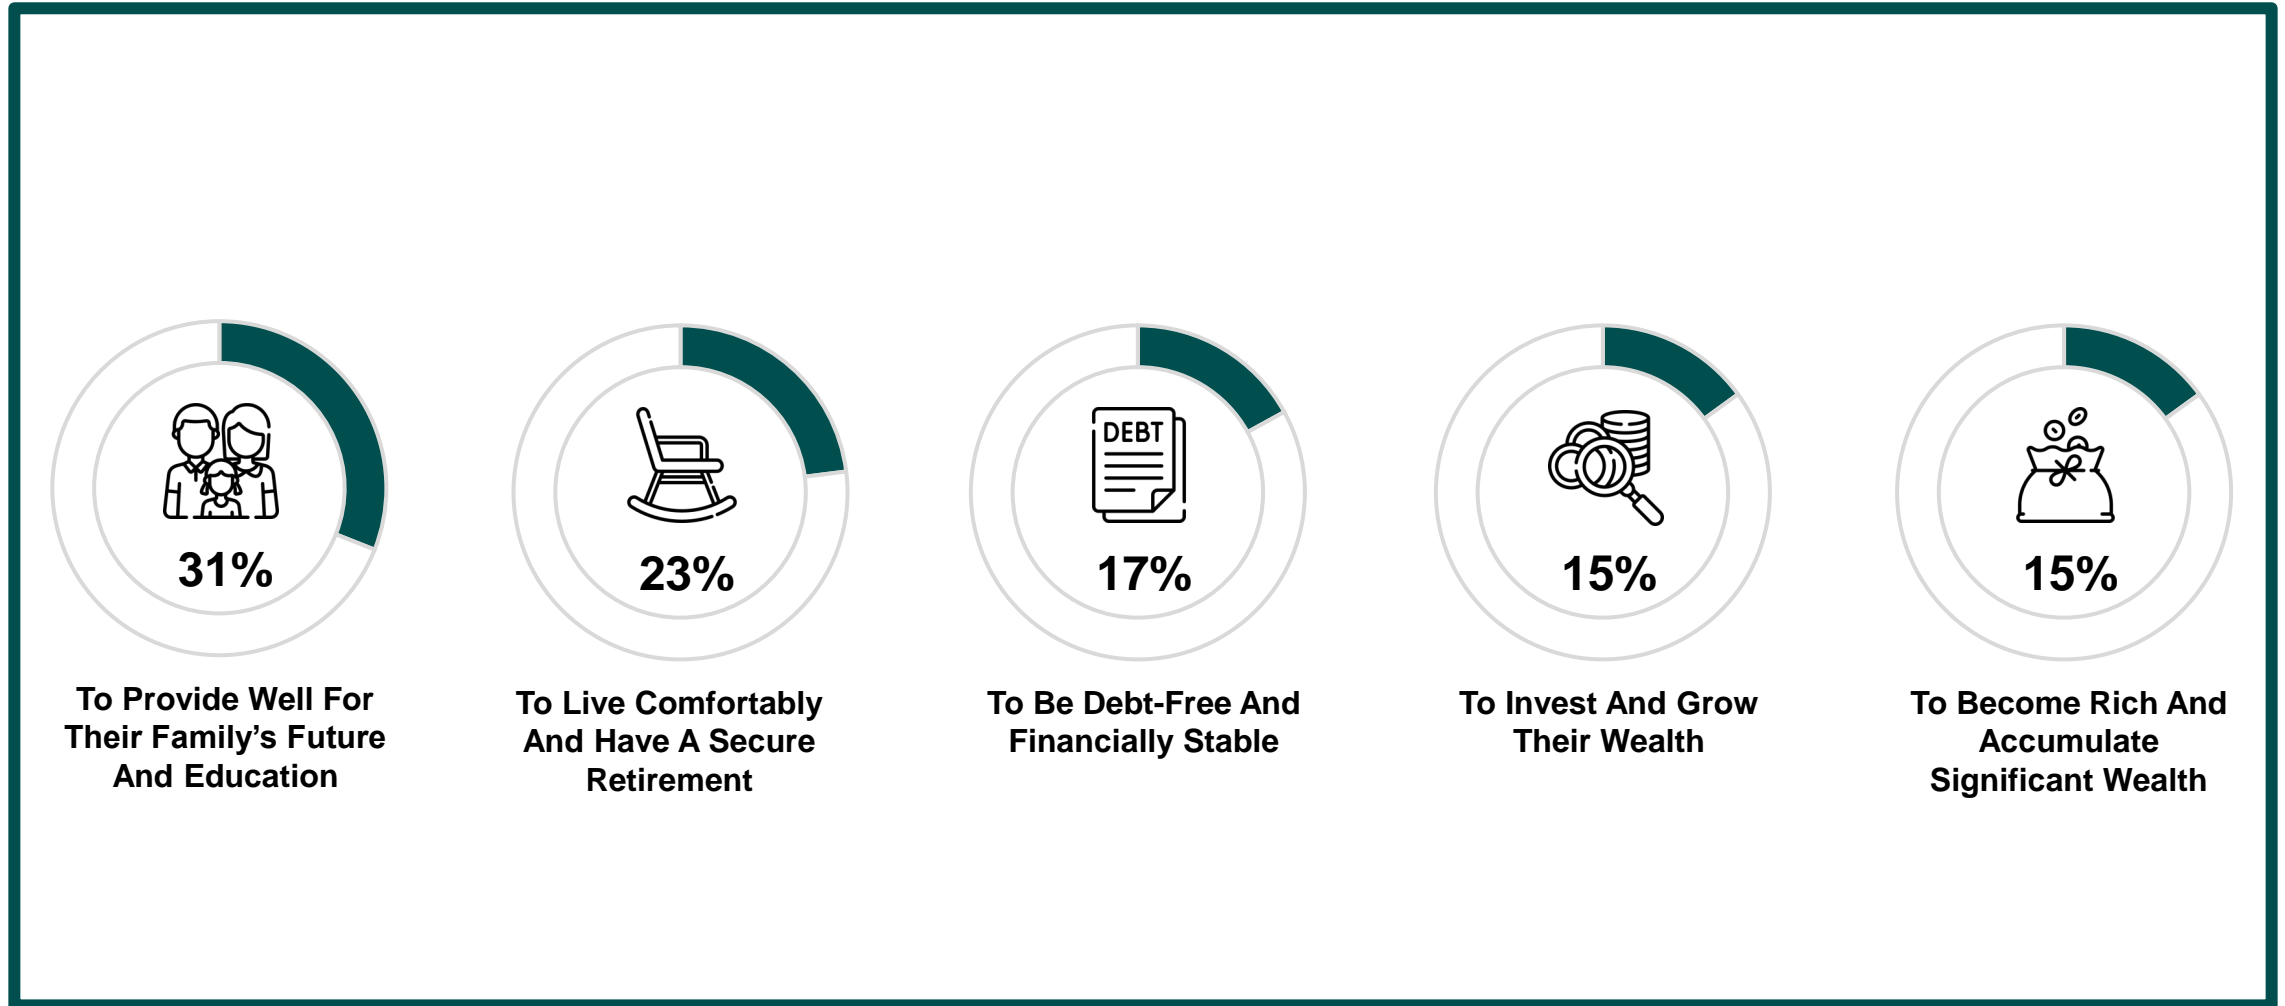 DEBT
31%
To Provide Well For
Their Family’s Future
And Education
23%
To Live Comfortably
And Have A Secure
Retirement
17%
To Be Debt-Free And
Financially Stable
15%
To Invest And Grow
Their Wealth
15%
To Become Rich And
Accumulate
Significant Wealth